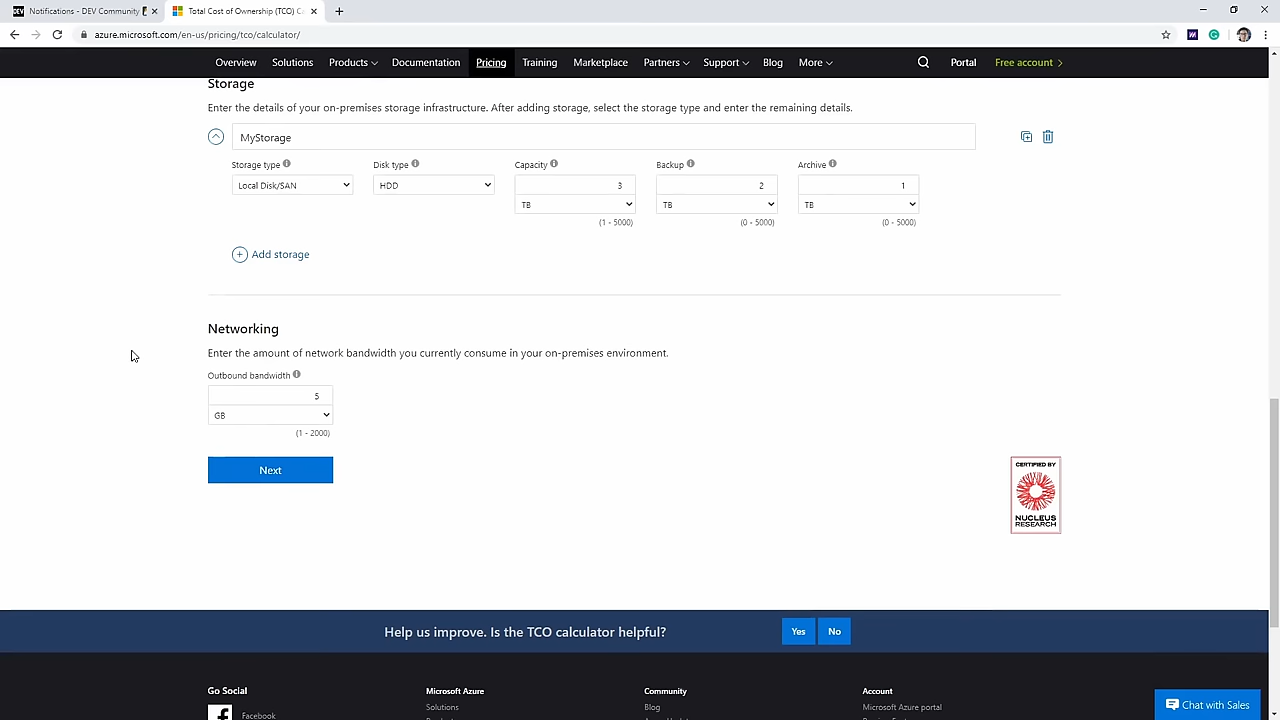 DEV Notifications - DEV Community
Total Cost of Ownership (TCO) Ca
azure.microsoft.com/en-us/pricing/tco/calculator/
Overview Solutions Products Documentation Pricing Training Marketplace Partners Support Blog More Portal Free account
Storage
Enter the details of your on-premises storage infrastructure. After adding storage, select the storage type and enter the remaining details.
MyStorage
Storage type Disk type Capacity Backup Archive
Local Disk/SAN HDD 3 2 1
TB TB TB
(1 - 5000) (0 - 5000) (0 - 5000)
Add storage
Networking
Enter the amount of network bandwidth you currently consume in your on-premises environment.
Outbound bandwidth
5
GB
(1 - 2000)
Next
CERTIFIED BY
NUCLEUS
RESEARCH
Help us improve. Is the TCO calculator helpful? Yes No
Go Social Microsoft Azure Community Account
Facebook Solutions Blog Microsoft Azure portal
Chat with Sales